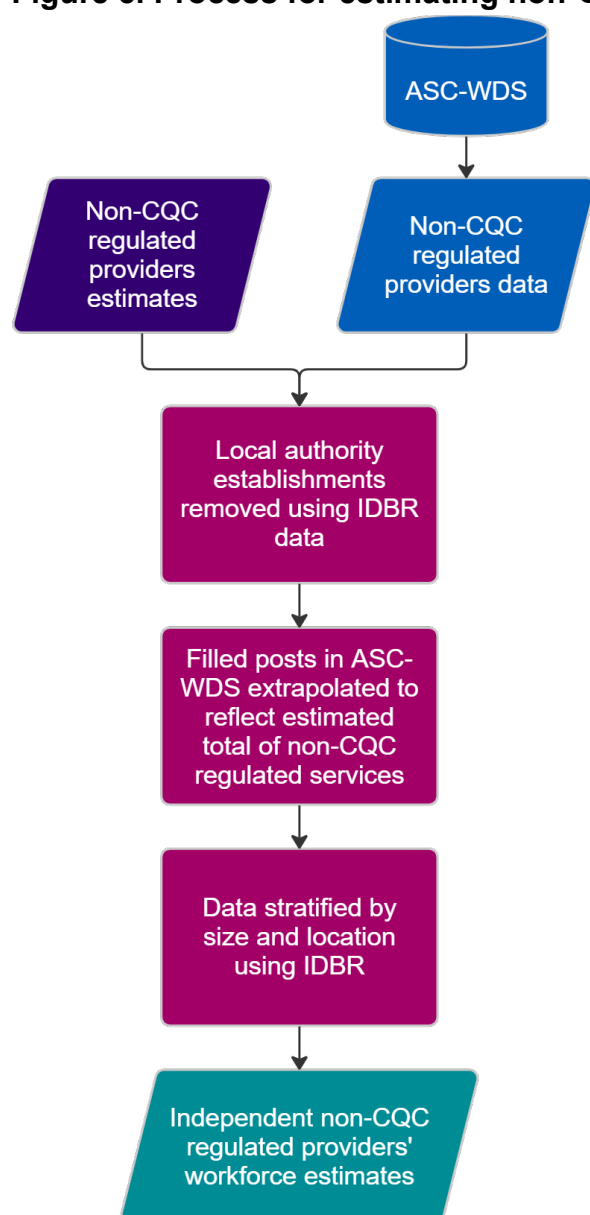 ASC-WDS
Non-CQC
regulated
providers
estimates
Non-CQC
regulated
providers data
Local authority
establishments
removed using IDBR
data
Filled posts in ASC-
WDS extrapolated to
reflect estimated
total of non-CQC
regulated services
Data stratified by
size and location
using IDBR
Independent non-CQC
regulated providers'
workforce estimates